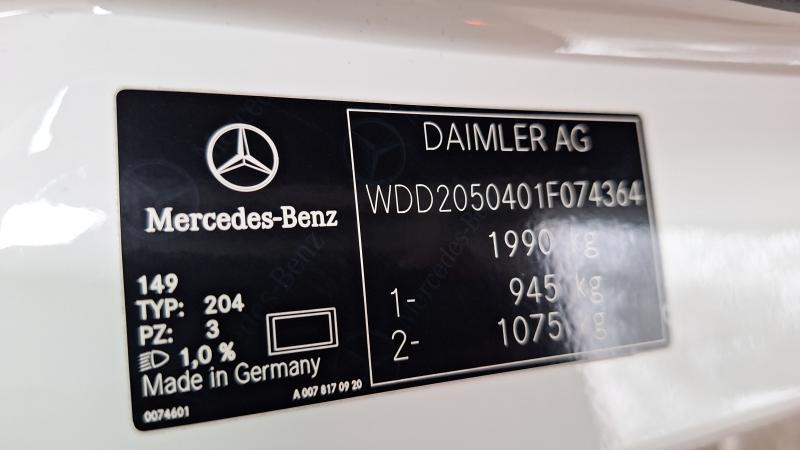 Mercedes-Benz
149
TYP: 204
PZ: 3
1,0 %
Made in Germany
0074601
A 007 817 09 20
DAIMLER AG
WDD2050401F074364
1990 kg
1- 945 kg
2- 1075 kg